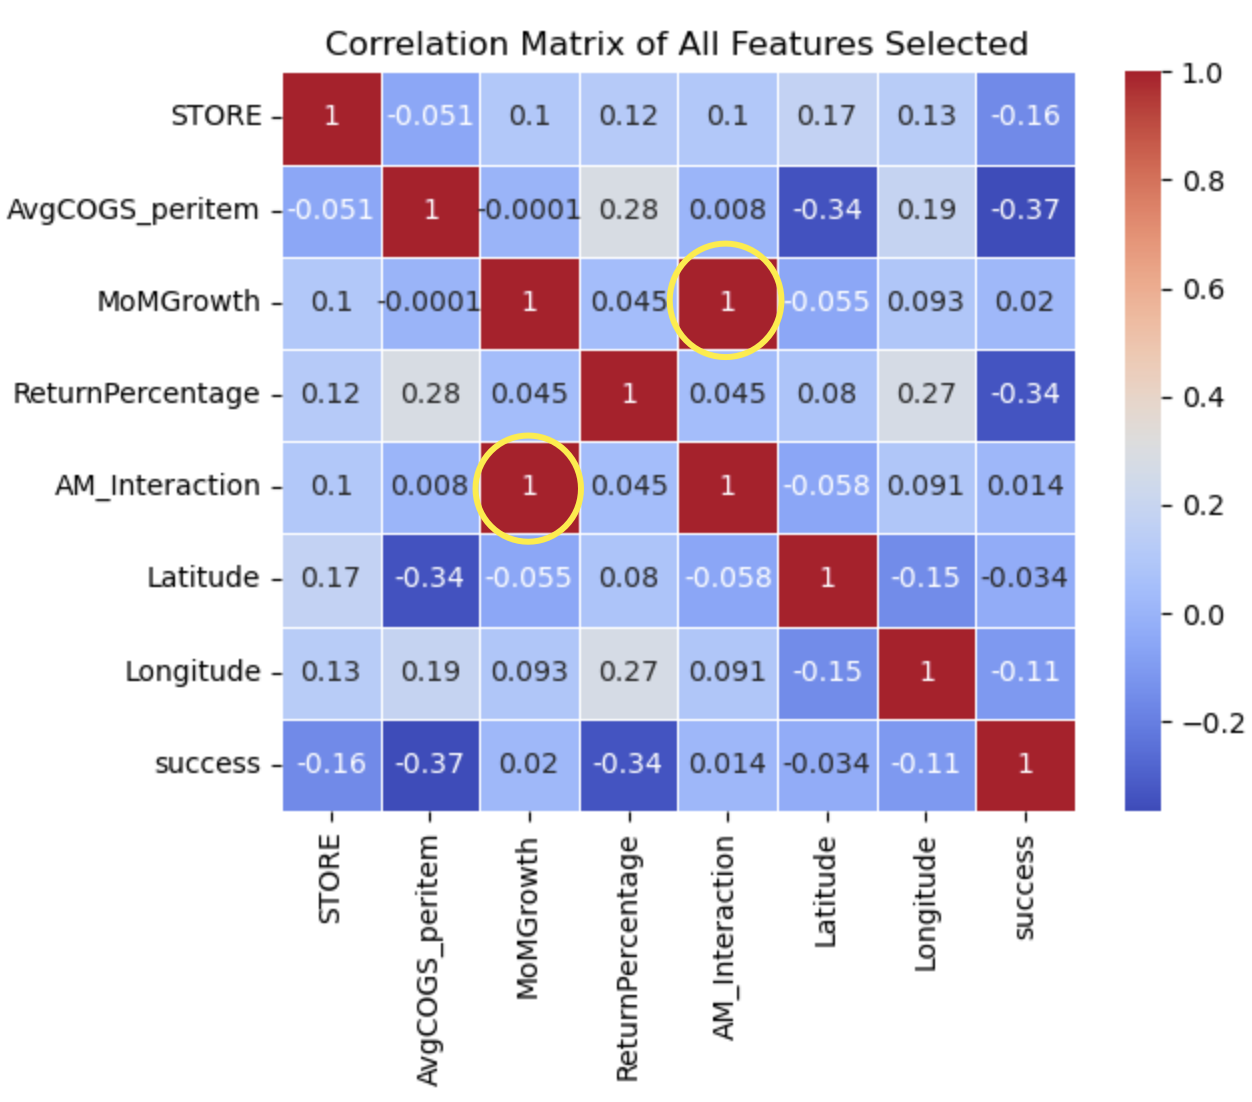 Correlation Matrix of All Features Selected
STORE 1 -0.051 0.1 0.12 0.1 0.17 0.13 -0.16
AvgCOGS_peritem -0.051 1 -0.0001 0.28 0.008 -0.34 0.19 -0.37
MoMGrowth 0.1 -0.0001 1 0.045 1 -0.055 0.093 0.02
ReturnPercentage 0.12 0.28 0.045 1 0.045 0.08 0.27 -0.34
AM_Interaction 0.1 0.008 1 0.045 1 -0.058 0.091 0.014
Latitude 0.17 -0.34 -0.055 0.08 -0.058 1 -0.15 -0.034
Longitude 0.13 0.19 0.093 0.27 0.091 -0.15 1 -0.11
success -0.16 -0.37 0.02 -0.34 0.014 -0.034 -0.11 1
STORE
AvgCOGS_peritem
MoMGrowth
ReturnPercentage
AM_Interaction
Latitude
Longitude
success
1.0
0.8
0.6
0.4
0.2
0.0
−0.2